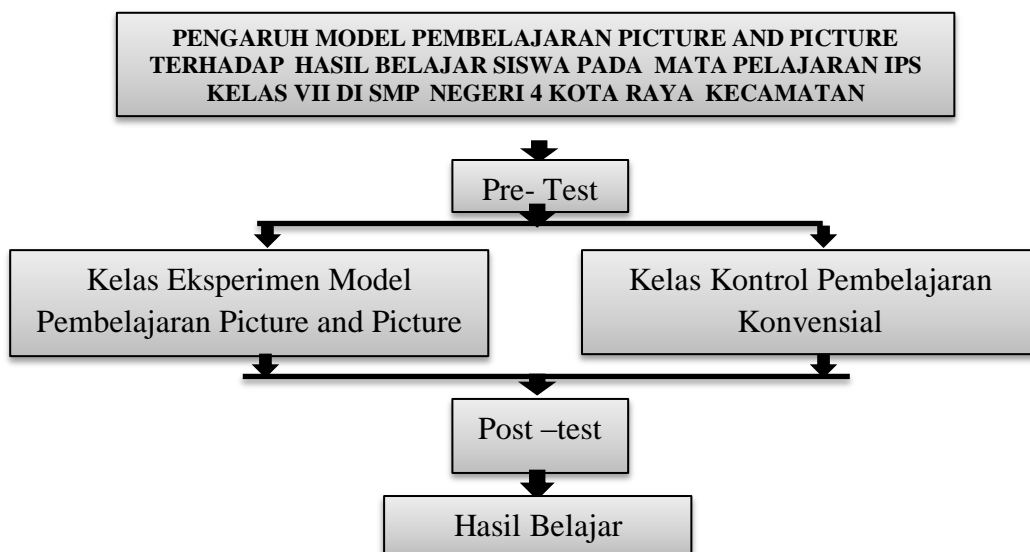 PENGARUH MODEL PEMBELAJARAN PICTURE AND PICTURE
TERHADAP HASIL BELAJAR SISWA PADA MATA PELAJARAN IPS
KELAS VII DI SMP NEGERI 4 KOTA RAYA KECAMATAN
Pre- Test
Kelas Eksperimen Model
Pembelajaran Picture and Picture
Kelas Kontrol Pembelajaran
Konvensial
Post –test
Hasil Belajar